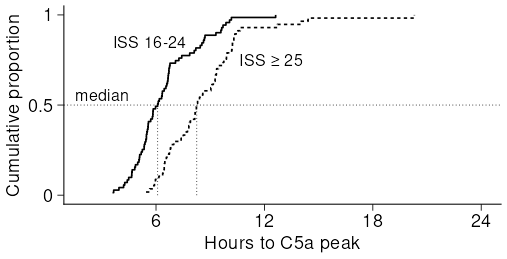 1
ISS 16-24
ISS ≥ 25
median
0.5
0
Cumulative proportion
6 12 18 24
Hours to C5a peak